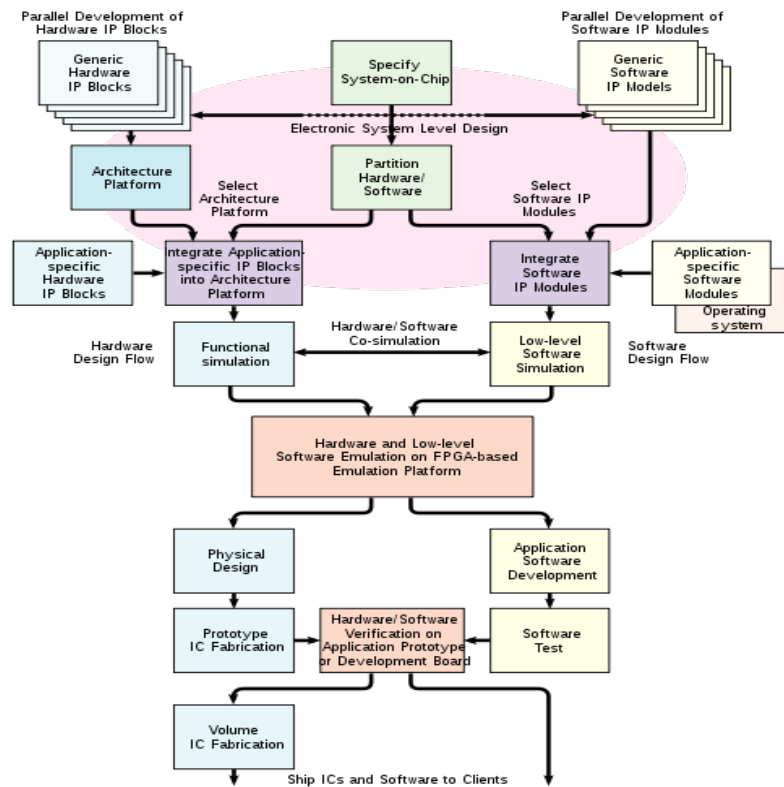 Parallel Development of
Hardware IP Blocks
Parallel Development of
Software IP Modules
Generic
Hardware
IP Blocks
Specify
System-on-Chip
Generic
Software
IP Models
Electronic System Level Design
Architecture
Platform
Select
Architecture
Platform
Partition
Hardware/
Software
Select
Software IP
Modules
Application-
specific Hardware
IP Blocks
Integrate Application-
specific IP Blocks
into Architecture
Platform
Integrate
Software
IP Modules
Application-
specific Software
Modules
Operating
system
Hardware
Design Flow
Functional
simulation
Hardware/Software
Co-simulation
Low-level
Software
Simulation
Software
Design Flow
Hardware and Low-level
Software Emulation on FPGA-based
Emulation Platform
Physical
Design
Application
Software
Development
Prototype
IC Fabrication
Hardware/Software
Verification on
Application Prototype
or Development Board
Software
Test
Volume
IC Fabrication
Ship ICs and Software to Clients